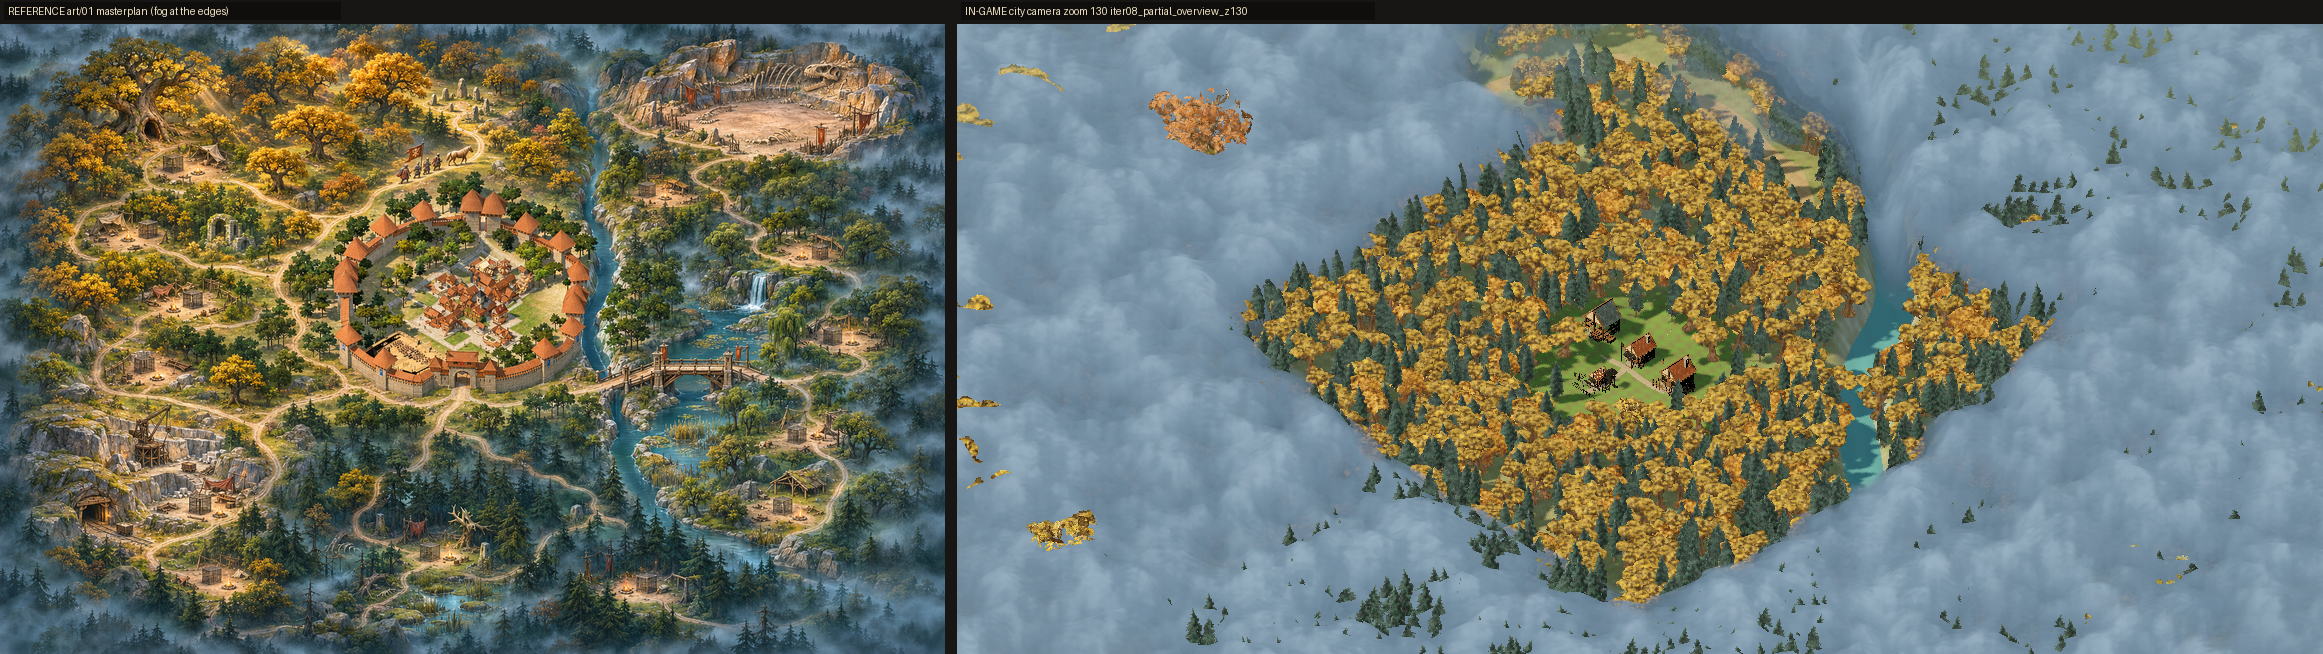 REFERENCE art/01 masterplan (fog at the edges)
IN-GAME city camera zoom 130 iter08_partial_overview_z130